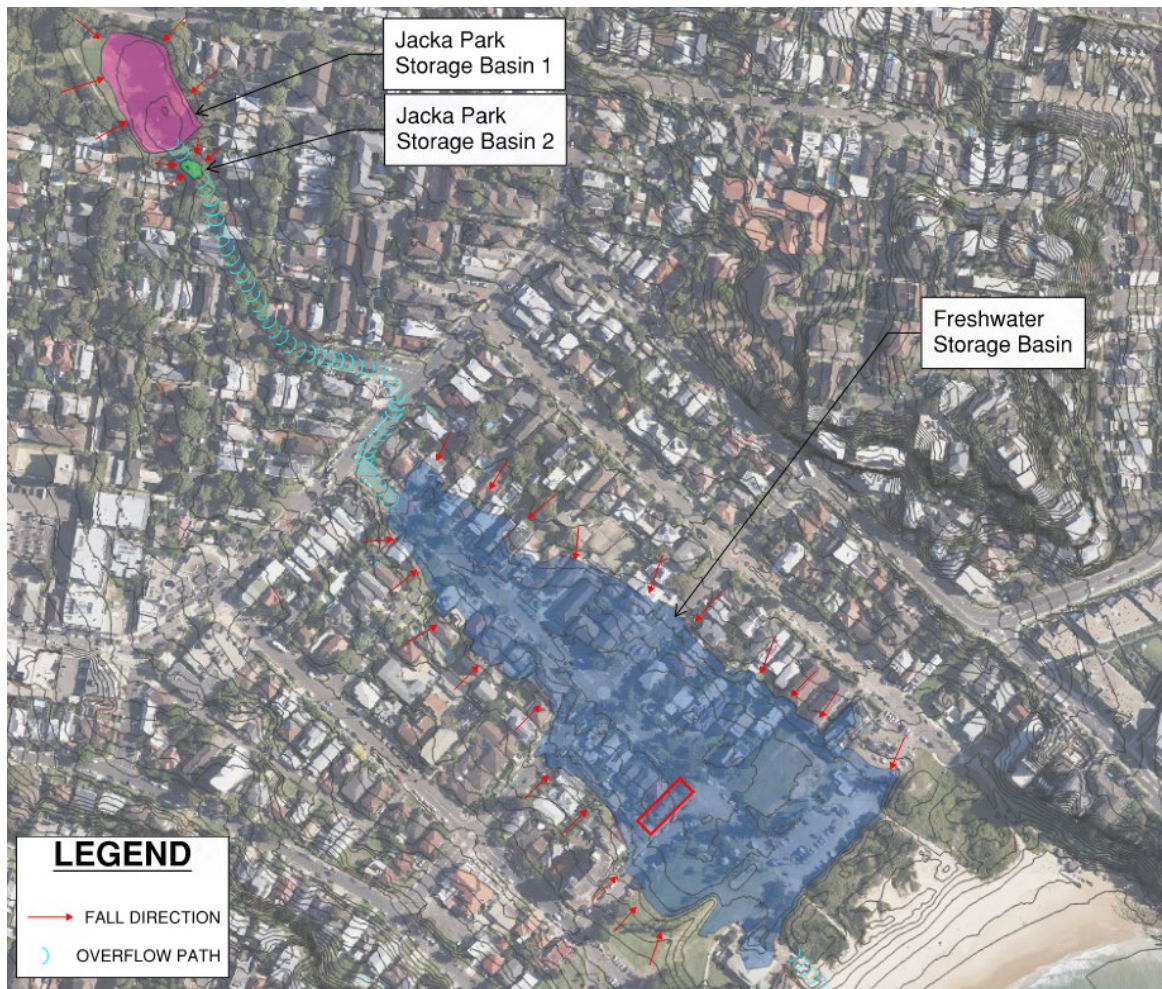 Jacka Park
Storage Basin 1
Jacka Park
Storage Basin 2
Freshwater
Storage Basin
LEGEND
FALL DIRECTION
OVERFLOW PATH